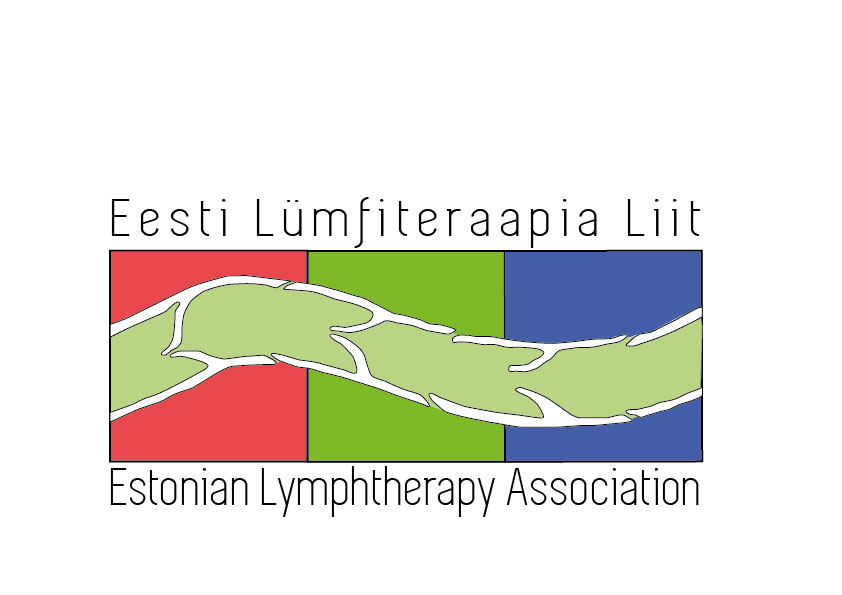 Eesti Lümfiteraapia Liit
Estonian Lymphtherapy Association